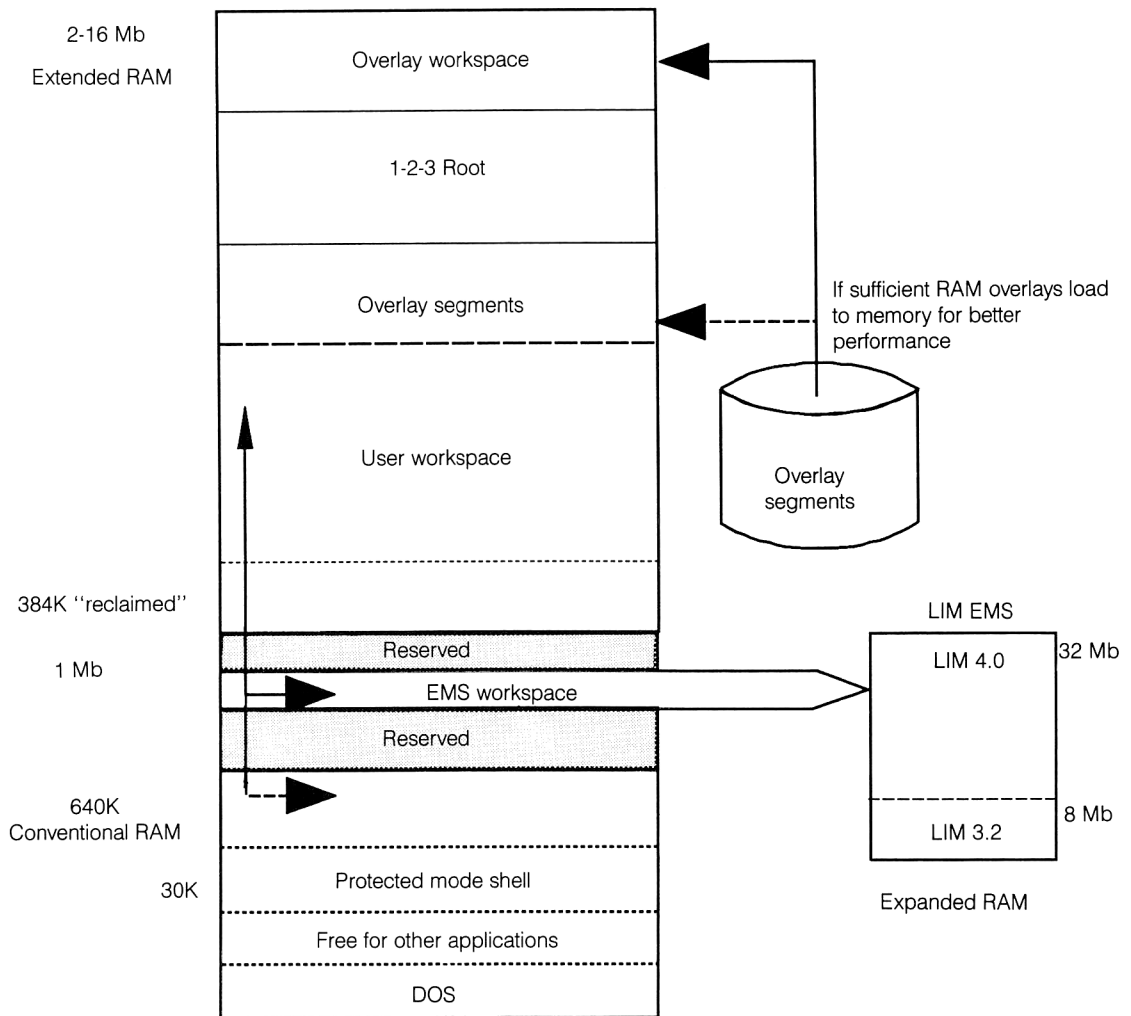 2-16 Mb
Extended RAM
Overlay workspace
1-2-3 Root
Overlay segments
If sufficient RAM overlays load
to memory for better
performance
User workspace
Overlay
segments
384K ‘‘reclaimed’’
LIM EMS
Reserved
LIM 4.0
32 Mb
1 Mb
EMS workspace
Reserved
640K
Conventional RAM
8 Mb
LIM 3.2
30K
Protected mode shell
Expanded RAM
Free for other applications
DOS